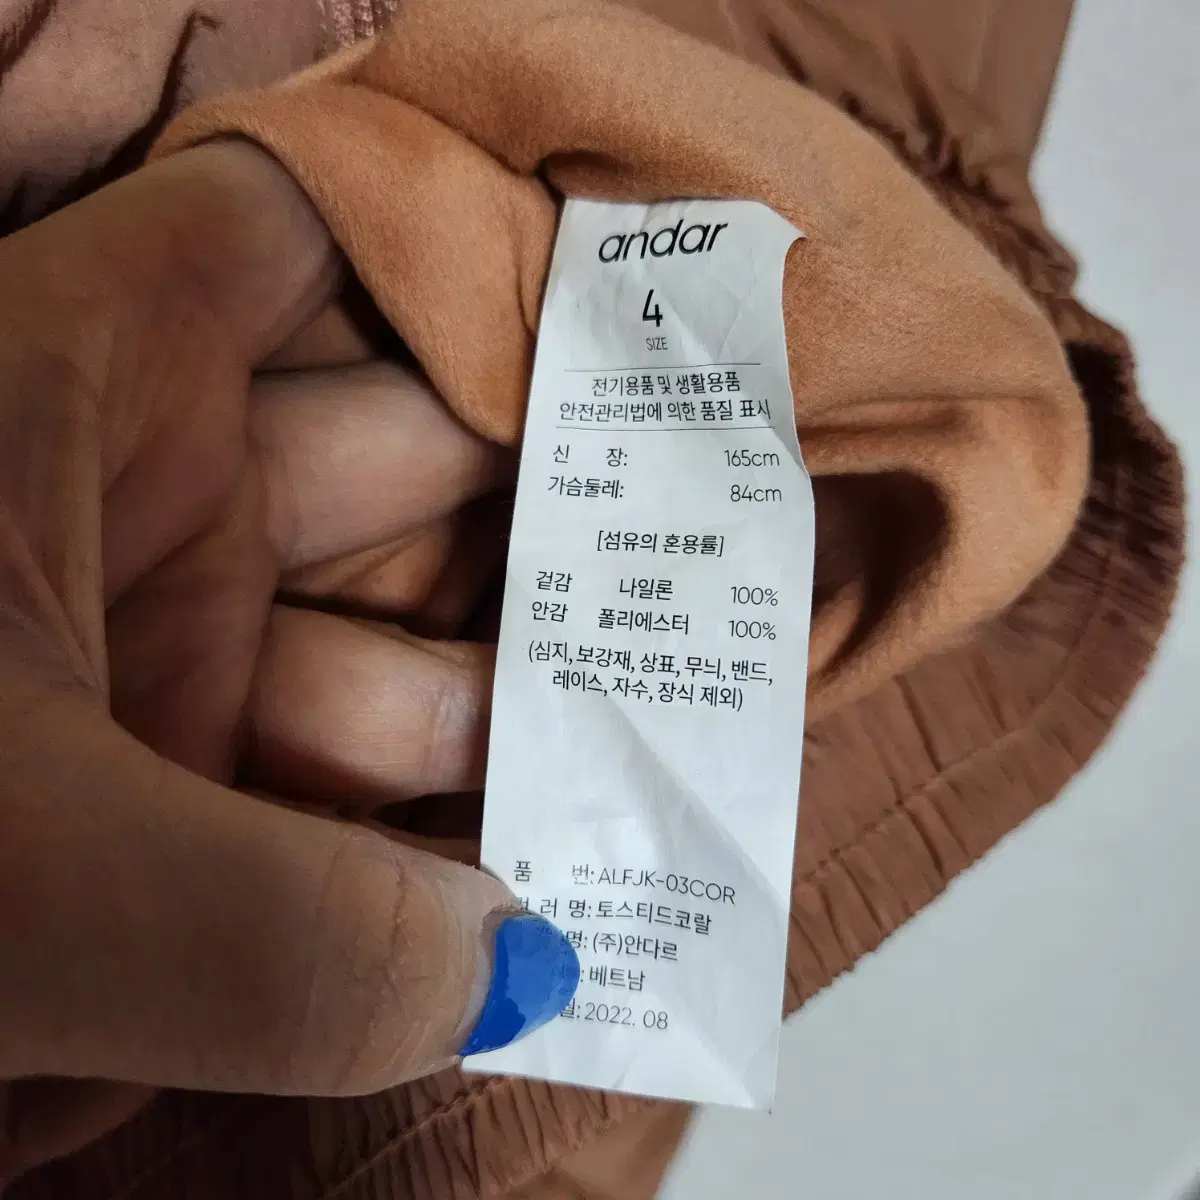 andar
4
SIZE
전기용품 및 생활용품
안전관리법에 의한 품질 표시
신 장: 165cm
가슴둘레: 84cm
[섬유의 혼용률]
겉감 나일론 100%
안감 폴리에스터 100%
(심지, 보강재, 상표, 무늬, 밴드,
레이스, 자수, 장식 제외)
품 번: ALFJK-03COR
러 명: 토스티드코랄
명: (주)안다르
: 베트남
월: 2022. 08